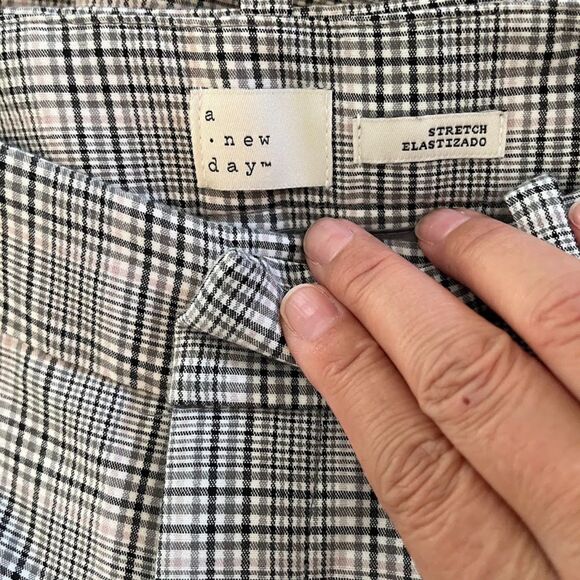 a
· new
day™
STRETCH
ELASTIZADO